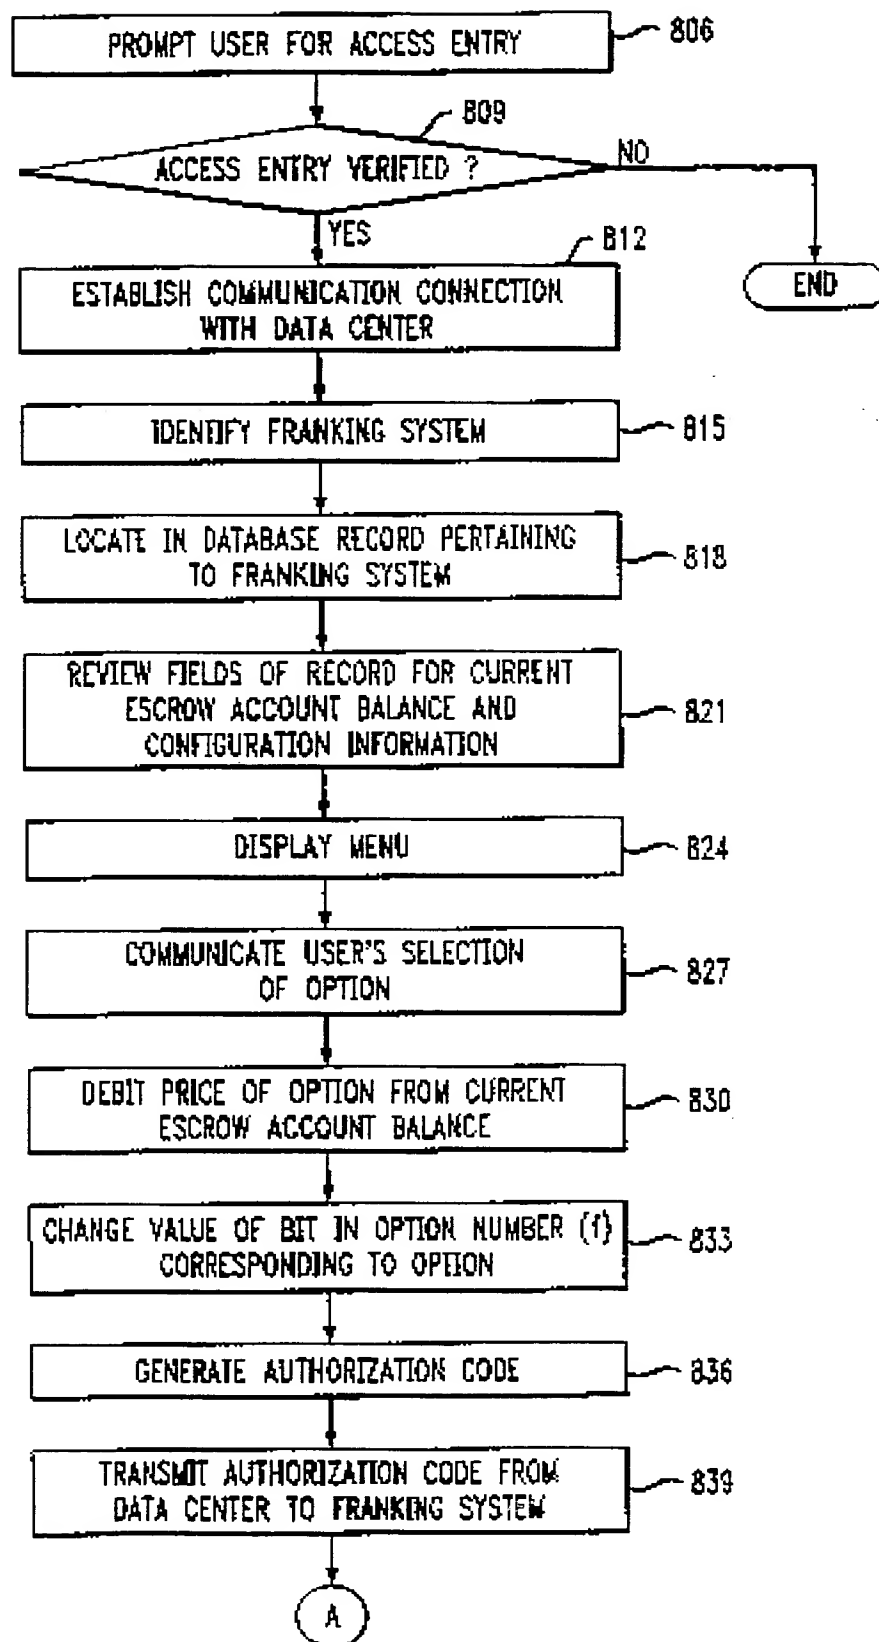 PROMPT USER FOR ACCESS ENTRY
806
809
ACCESS ENTRY VERIFIED ?
NO
YES
812
END
ESTABLISH COMMUNICATION CONNECTION
WITH DATA CENTER
IDENTIFY FRANKING SYSTEM
815
LOCATE IN DATABASE RECORD PERTAINING
TO FRANKING SYSTEM
818
REVIEW FIELDS OF RECORD FOR CURRENT
ESCROW ACCOUNT BALANCE AND
CONFIGURATION INFORMATION
821
DISPLAY MENU
824
COMMUNICATE USER'S SELECTION
OF OPTION
827
DEBIT PRICE OF OPTION FROM CURRENT
ESCROW ACCOUNT BALANCE
830
CHANGE VALUE OF BIT IN OPTION NUMBER (f)
CORRESPONDING TO OPTION
833
GENERATE AUTHORIZATION CODE
836
TRANSMIT AUTHORIZATION CODE FROM
DATA CENTER TO FRANKING SYSTEM
839
A